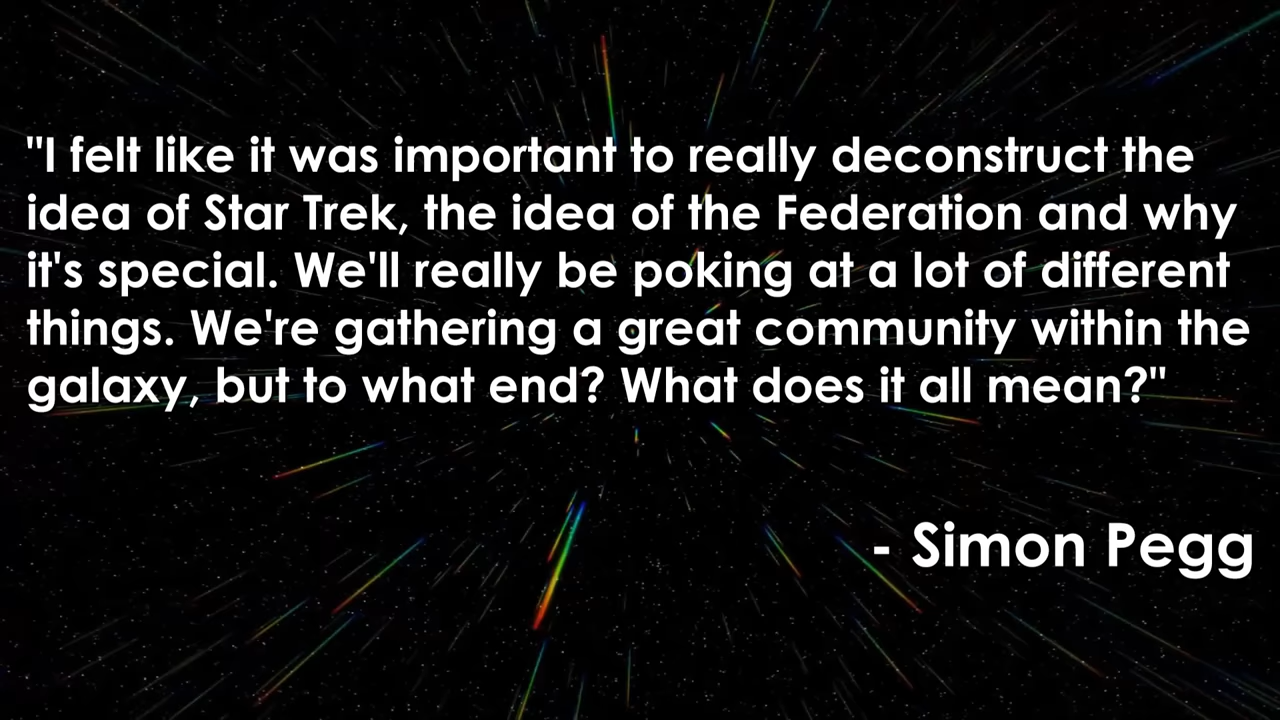 "I felt like it was important to really deconstruct the
idea of Star Trek, the idea of the Federation and why
it's special. We'll really be poking at a lot of different
things. We're gathering a great community within the
galaxy, but to what end? What does it all mean?"
- Simon Pegg